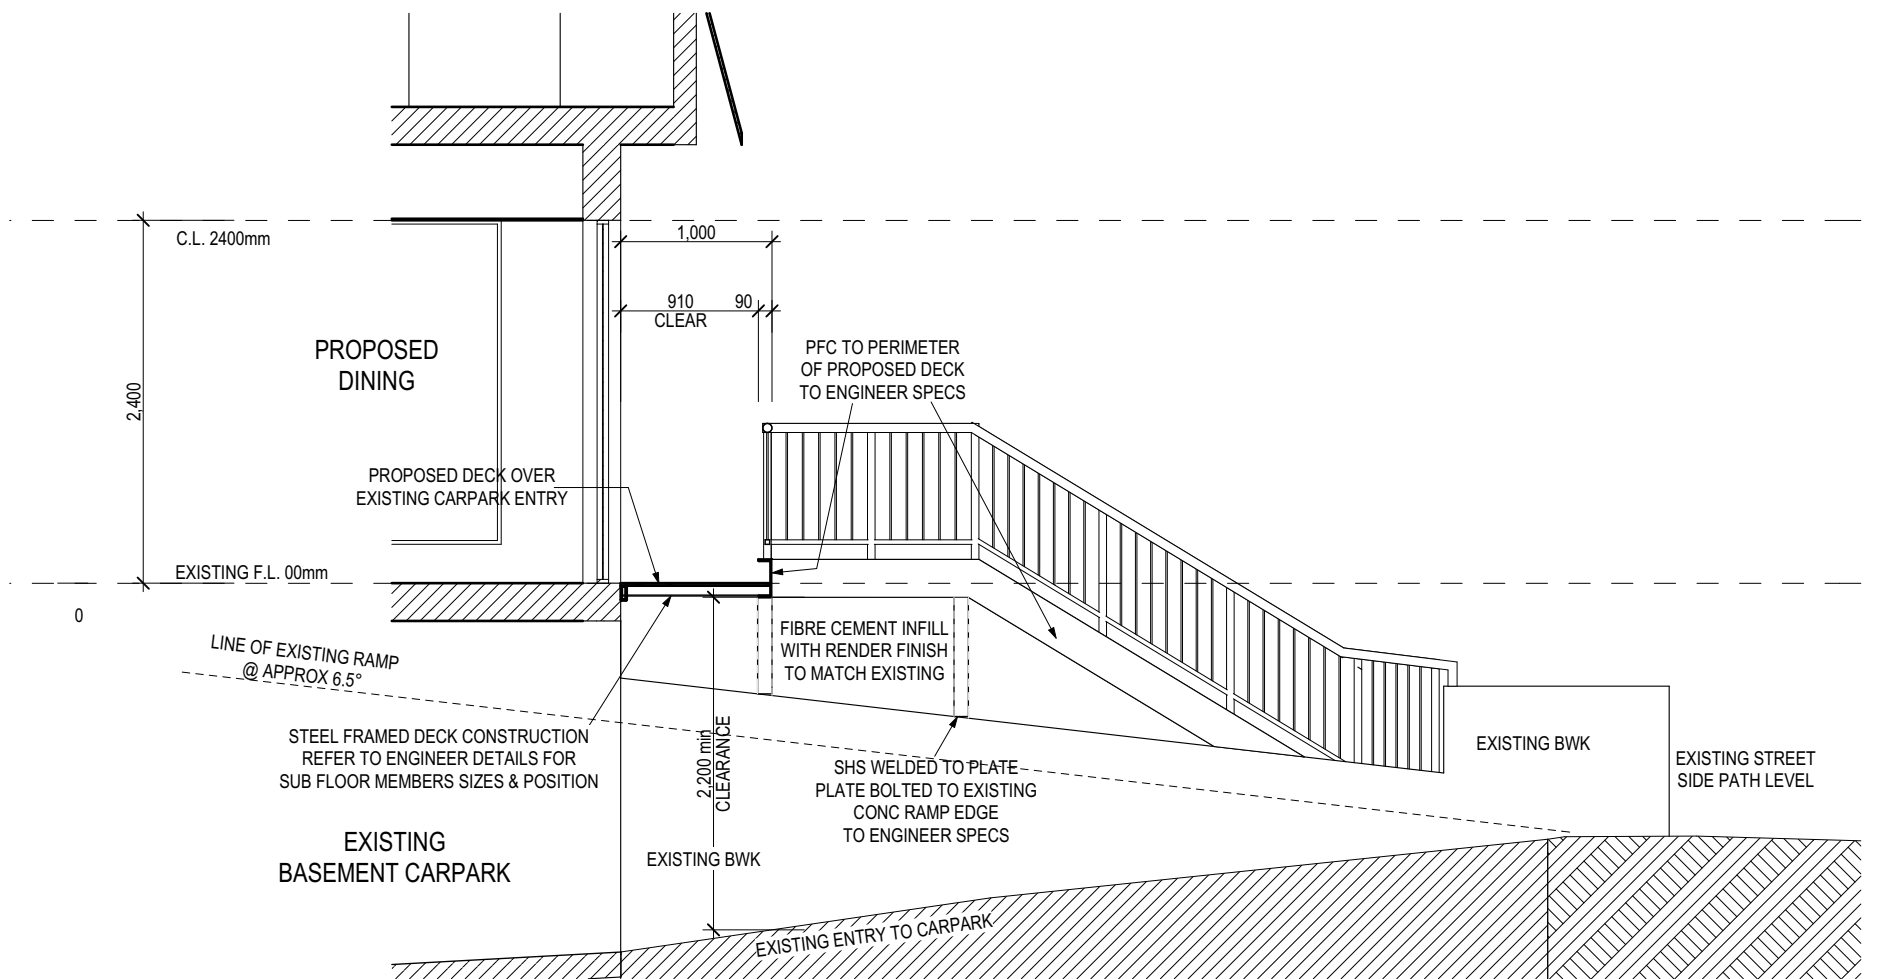 C.L. 2400mm
1,000
910
90
CLEAR
2,400
PROPOSED
DINING
PFC TO PERIMETER
OF PROPOSED DECK
TO ENGINEER SPECS
PROPOSED DECK OVER
EXISTING CARPARK ENTRY
EXISTING F.L. 00mm
0
LINE OF EXISTING RAMP
@ APPROX 6.5°
FIBRE CEMENT INFILL
WITH RENDER FINISH
TO MATCH EXISTING
STEEL FRAMED DECK CONSTRUCTION
REFER TO ENGINEER DETAILS FOR
SUB FLOOR MEMBERS SIZES & POSITION
2,200 min
CLEARANCE
SHS WELDED TO PLATE
PLATE BOLTED TO EXISTING
CONC RAMP EDGE
TO ENGINEER SPECS
EXISTING BWK
EXISTING STREET
SIDE PATH LEVEL
EXISTING
BASEMENT CARPARK
EXISTING BWK
EXISTING ENTRY TO CARPARK